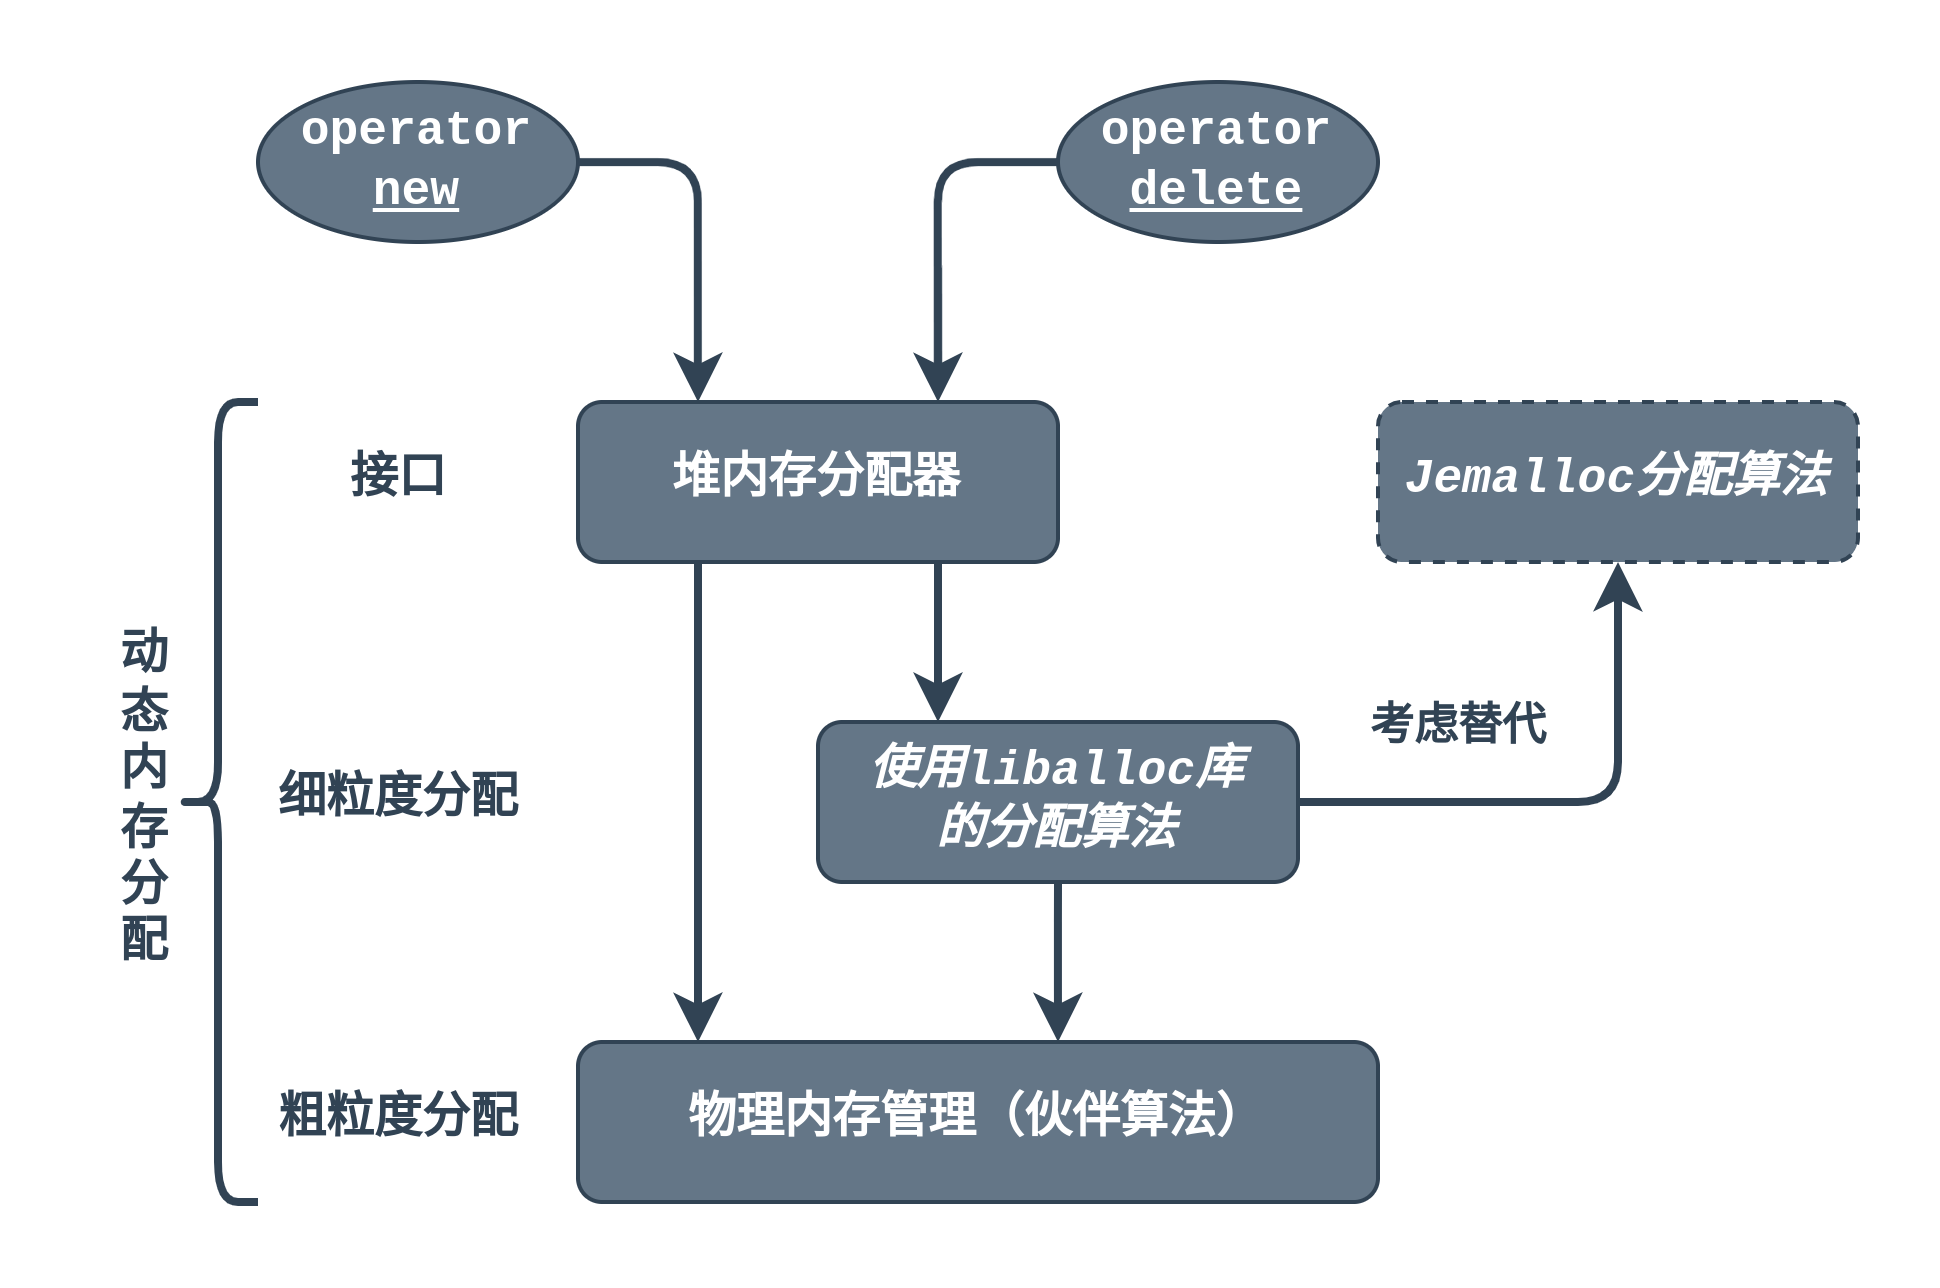 operator
new
operator
delete
接口
堆内存分配器
Jemalloc分配算法
动
态
内
存
分
配
考虑替代
细粒度分配
使用liballoc库
的分配算法
粗粒度分配
物理内存管理（伙伴算法）